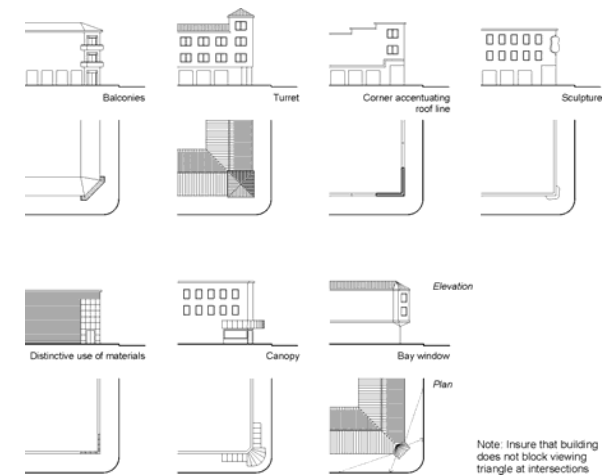 Balconies
Turret
Corner accentuating
roof line
Sculpture
Elevation
Distinctive use of materials
Canopy
Bay window
Plan
Note: Insure that building
does not block viewing
triangle at intersections